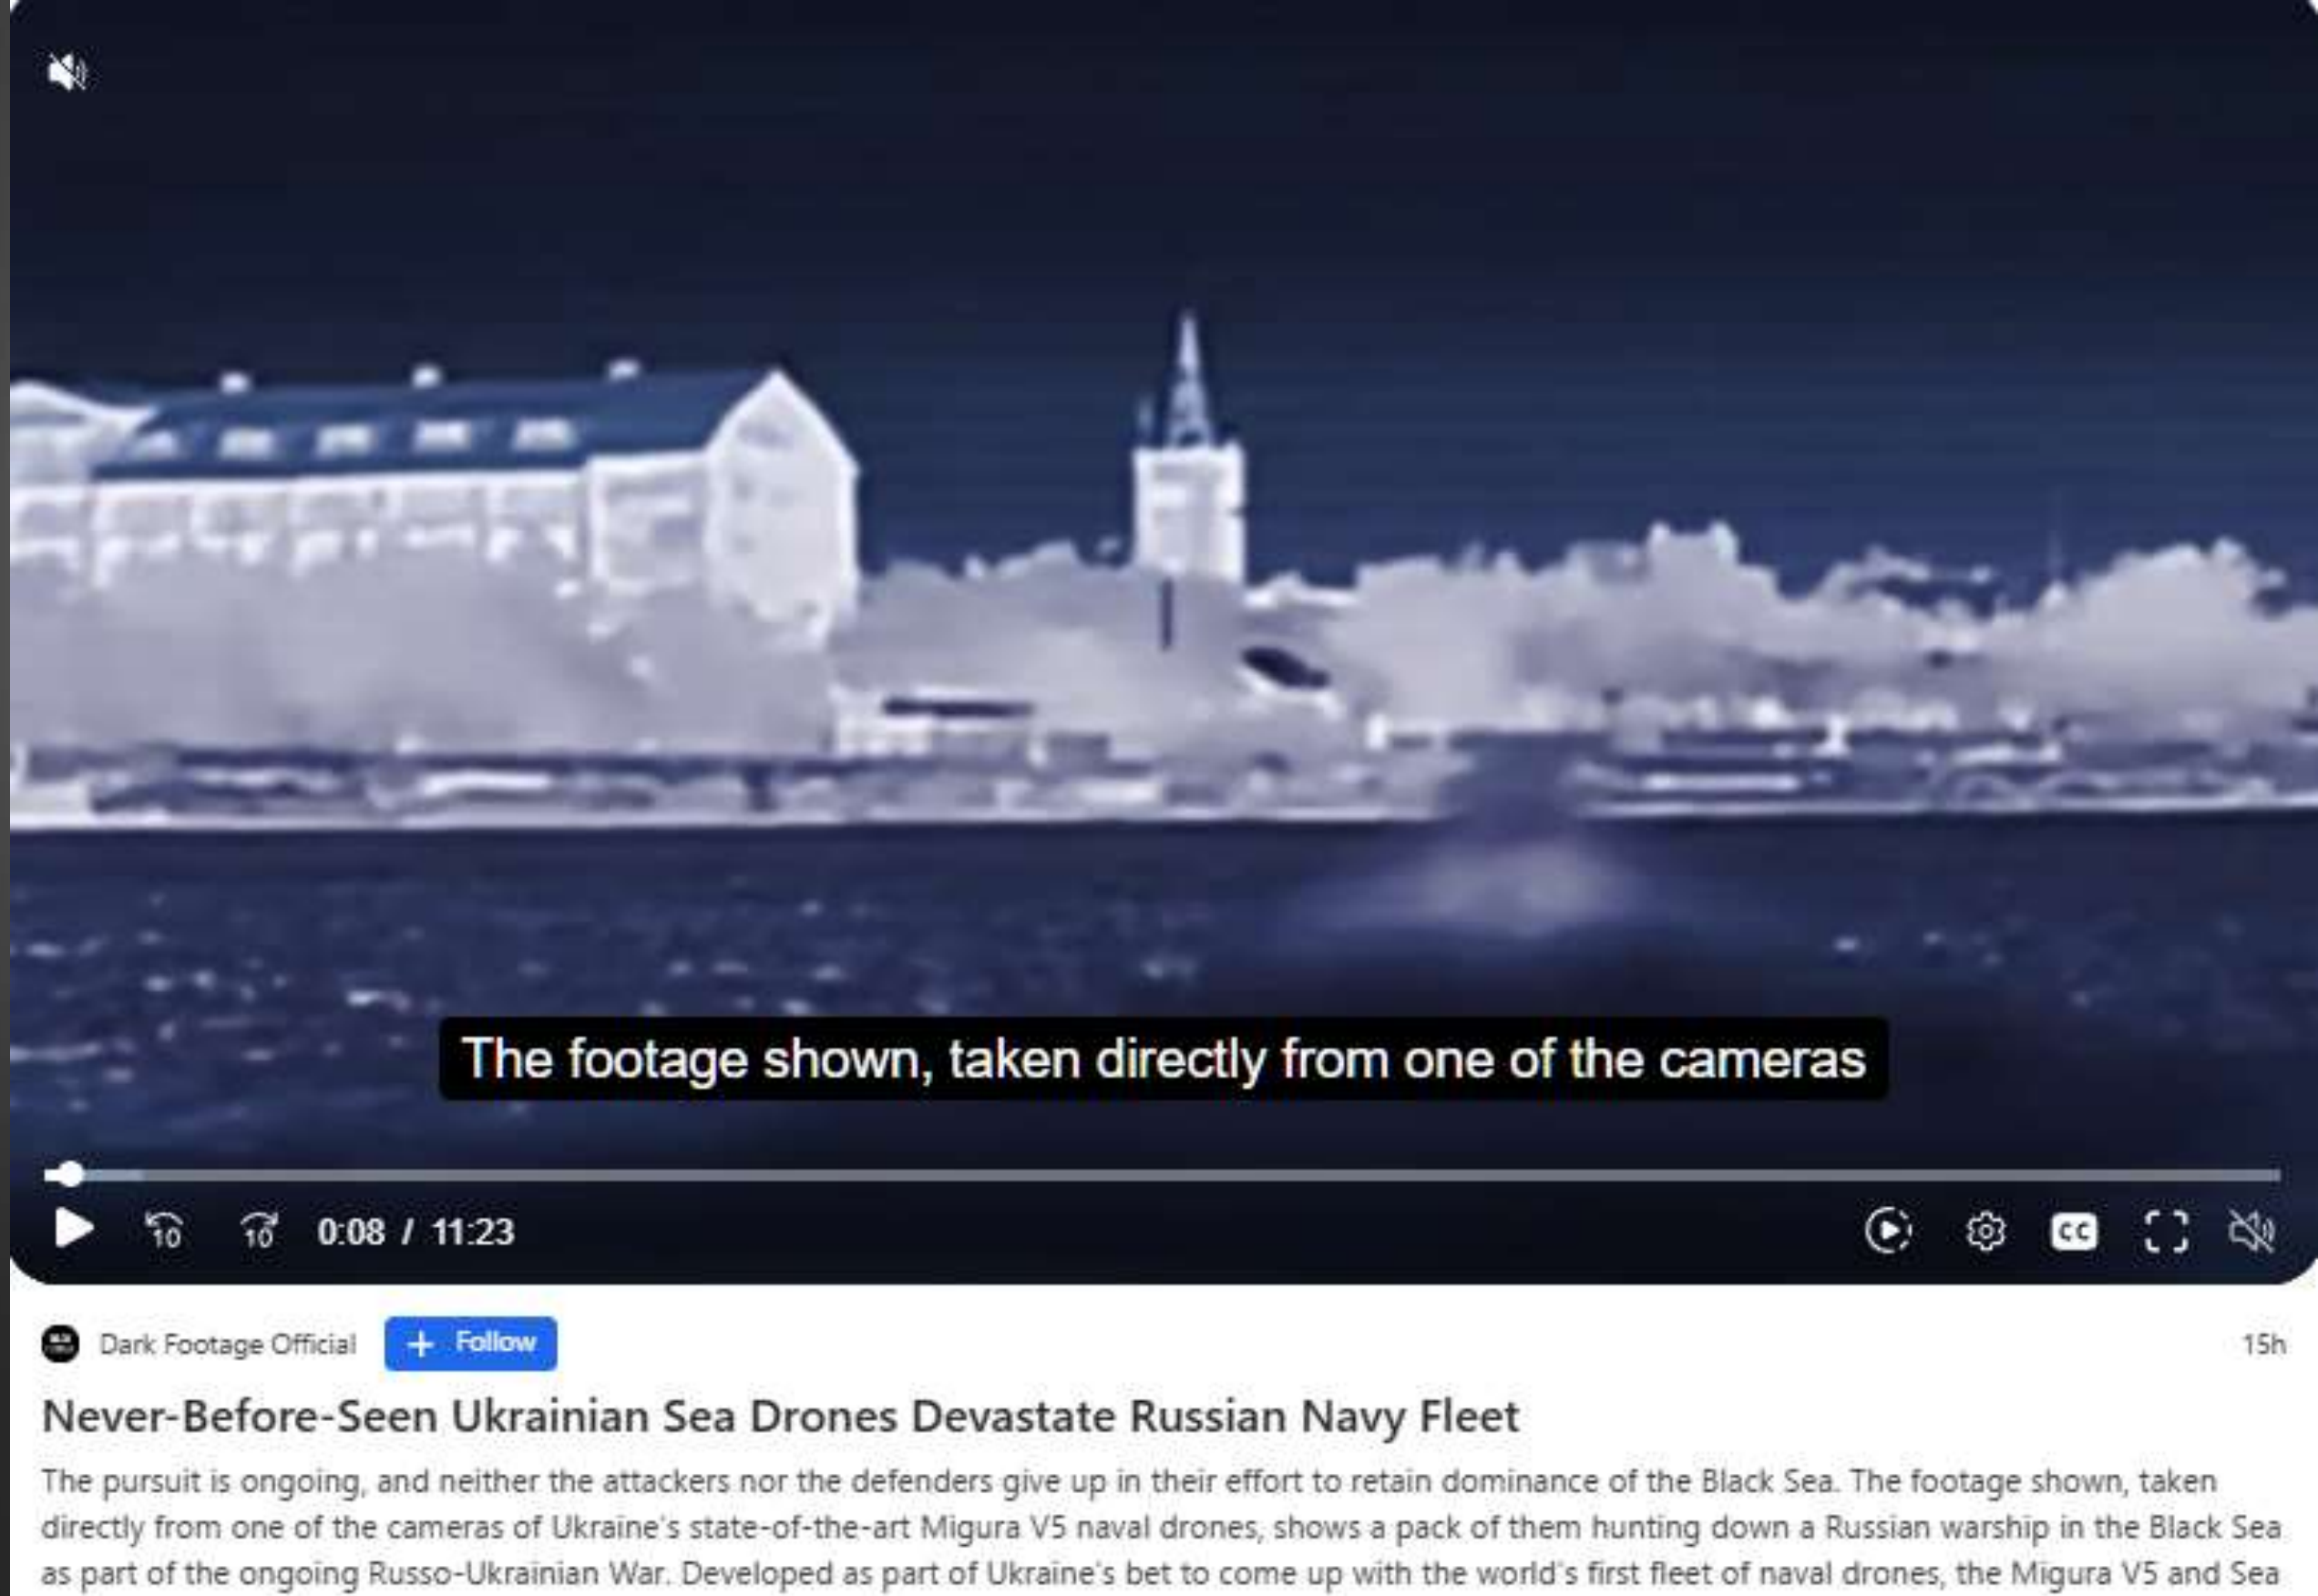 The footage shown, taken directly from one of the cameras
10
10
0:08 / 11:23
CC
Dark Footage Official
+ Follow
15h
Never-Before-Seen Ukrainian Sea Drones Devastate Russian Navy Fleet
The pursuit is ongoing, and neither the attackers nor the defenders give up in their effort to retain dominance of the Black Sea. The footage shown, taken
directly from one of the cameras of Ukraine's state-of-the-art Migura V5 naval drones, shows a pack of them hunting down a Russian warship in the Black Sea
as part of the ongoing Russo-Ukrainian War. Developed as part of Ukraine's bet to come up with the world's first fleet of naval drones, the Migura V5 and Sea